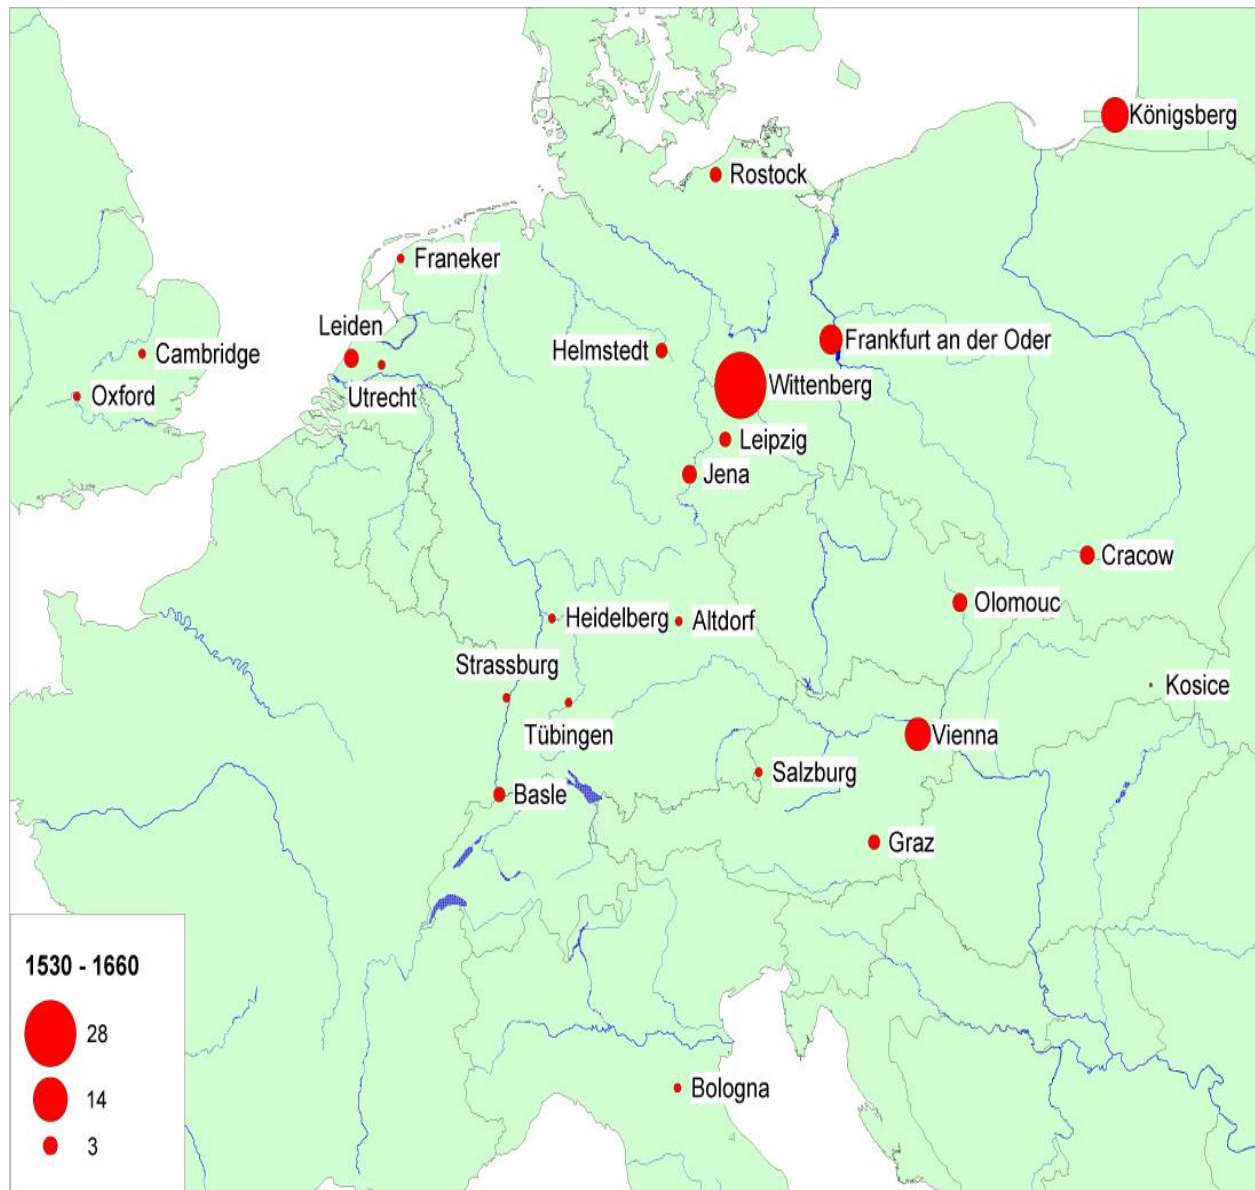 Königsberg
Rostock
Franeker
Leiden
Cambridge
Helmstedt
Frankfurt an der Oder
Oxford
Utrecht
Wittenberg
Leipzig
Jena
Cracow
Olomouc
Heidelberg
Altdorf
Strassburg
Kosice
Tübingen
Vienna
Salzburg
Basle
Graz
1530 - 1660
28
Bologna
14
3